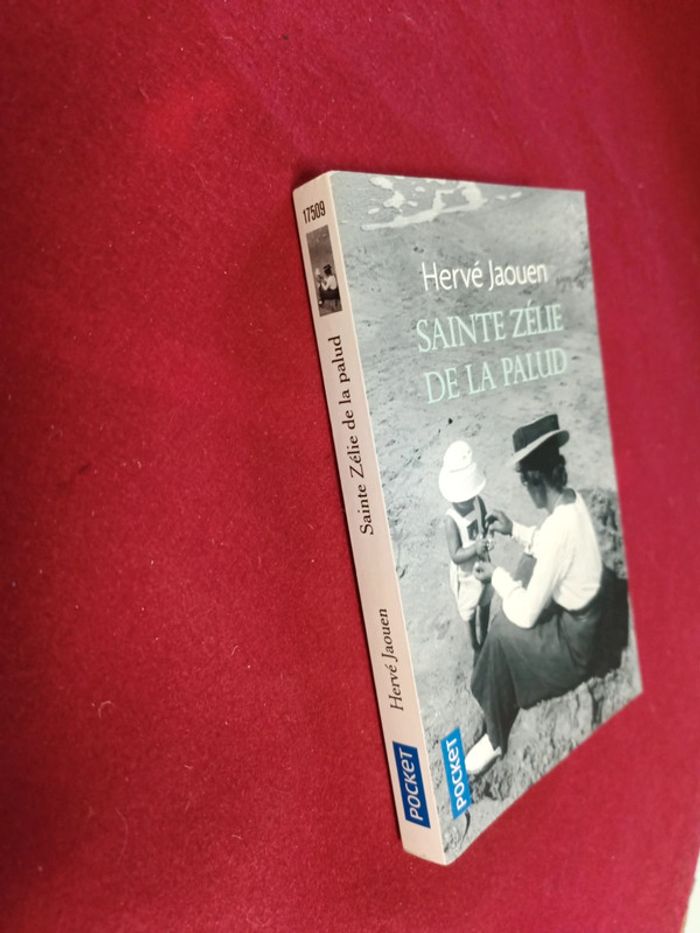 17509
Sainte Zélie de la palud
Hervé Jaouen
POCKET
Hervé Jaouen
SAINTE ZÉLIE
DE LA PALUD
POCKET